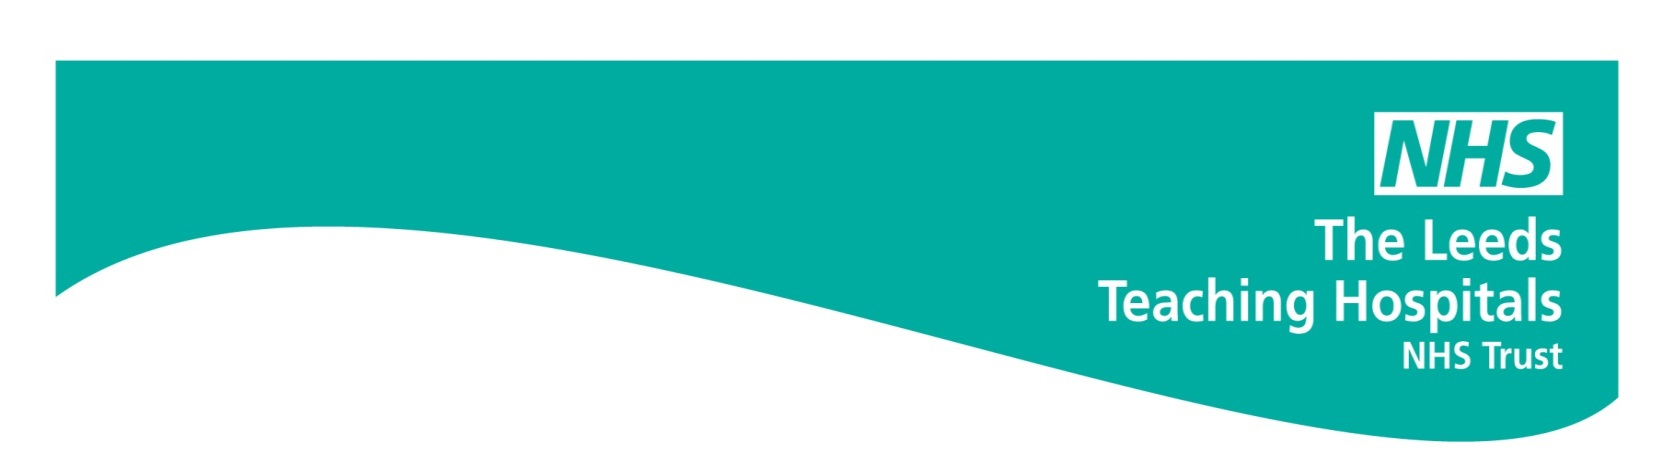 NHS
The Leeds
Teaching Hospitals
NHS Trust